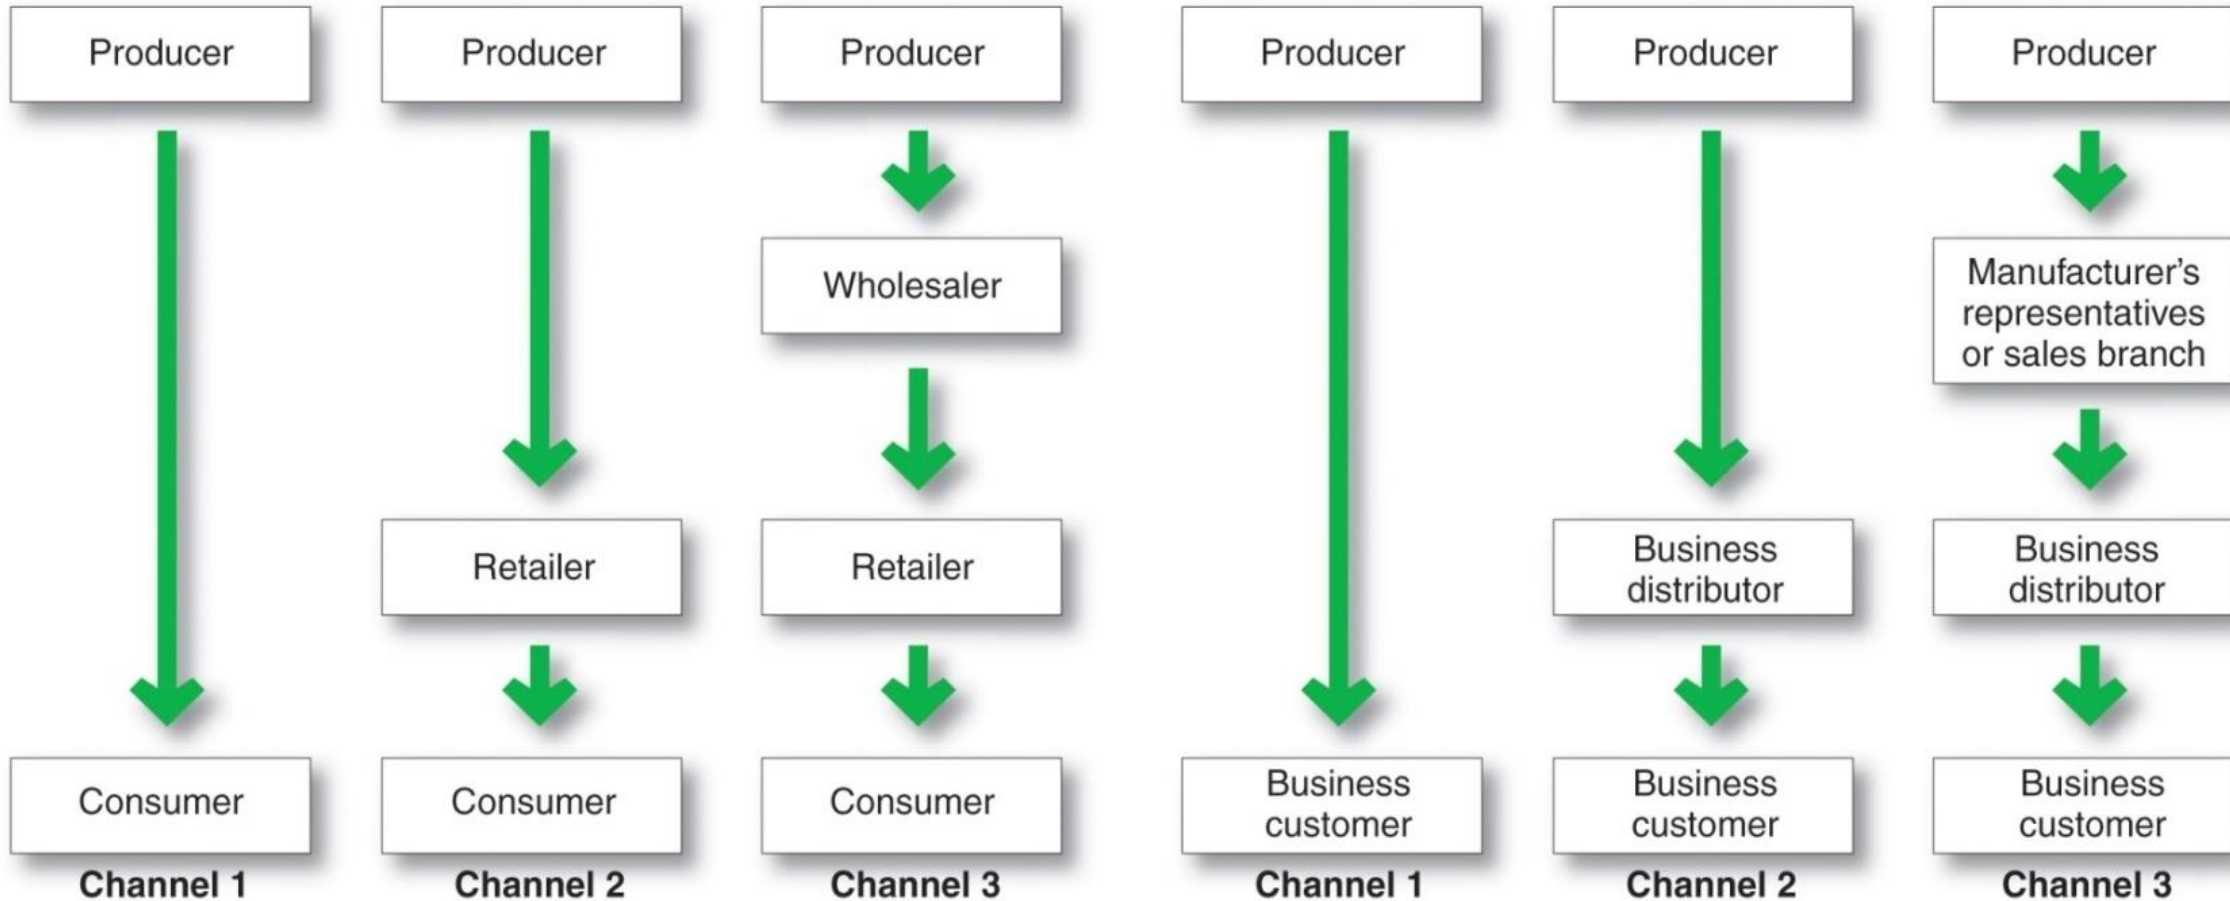 Producer
Producer
Producer
Producer
Producer
Producer
Wholesaler
Manufacturer’s
representatives
or sales branch
Retailer
Retailer
Business
distributor
Business
distributor
Consumer
Consumer
Consumer
Business
customer
Business
customer
Business
customer
Channel 1
Channel 2
Channel 3
Channel 1
Channel 2
Channel 3